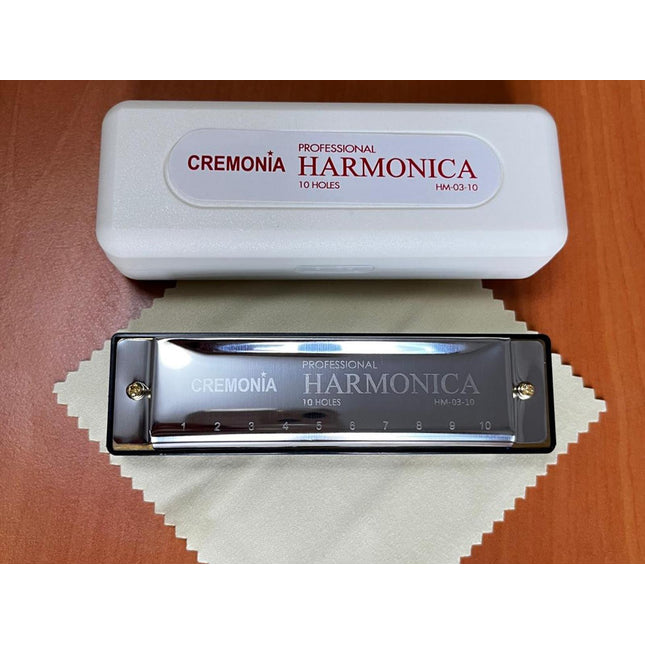 PROFESSIONAL
CREMONIA HARMONICA
10 HOLES HM-03-10
PROFESSIONAL
CREMONIA HARMONICA
10 HOLES HM-03-10
1 2 3 4 5 6 7 8 9 10